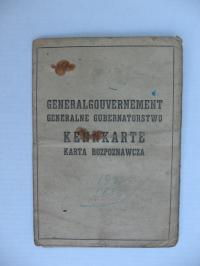 GENERALGOUVERNEMENT
GENERALNE GUBERNATORSTWO
KENNKARTE
KARTA ROZPOZNAWCZA